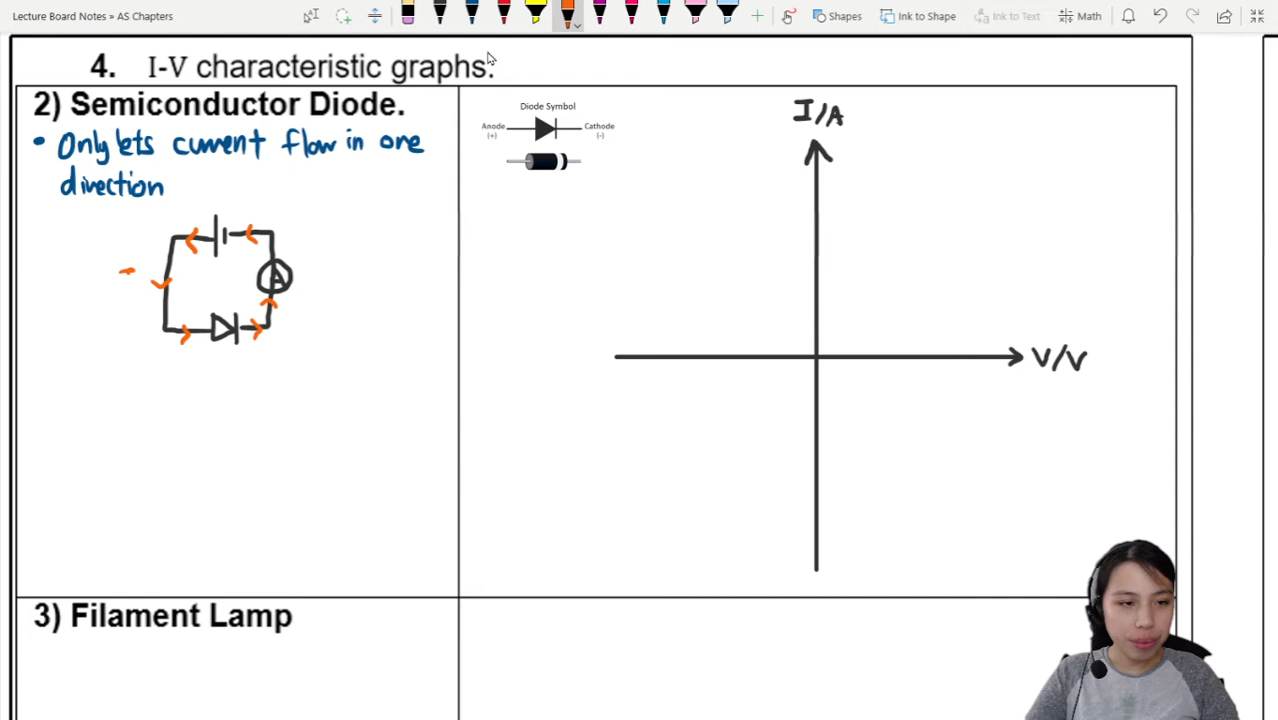 Lecture Board Notes » AS Chapters
Shapes
Ink to Shape
Ink to Text
Math
4. I-V characteristic graphs:
2) Semiconductor Diode.
• Only lets current flow in one
direction
A
Diode Symbol
Anode
(+)
Cathode
(-)
I/A
V/V
3) Filament Lamp